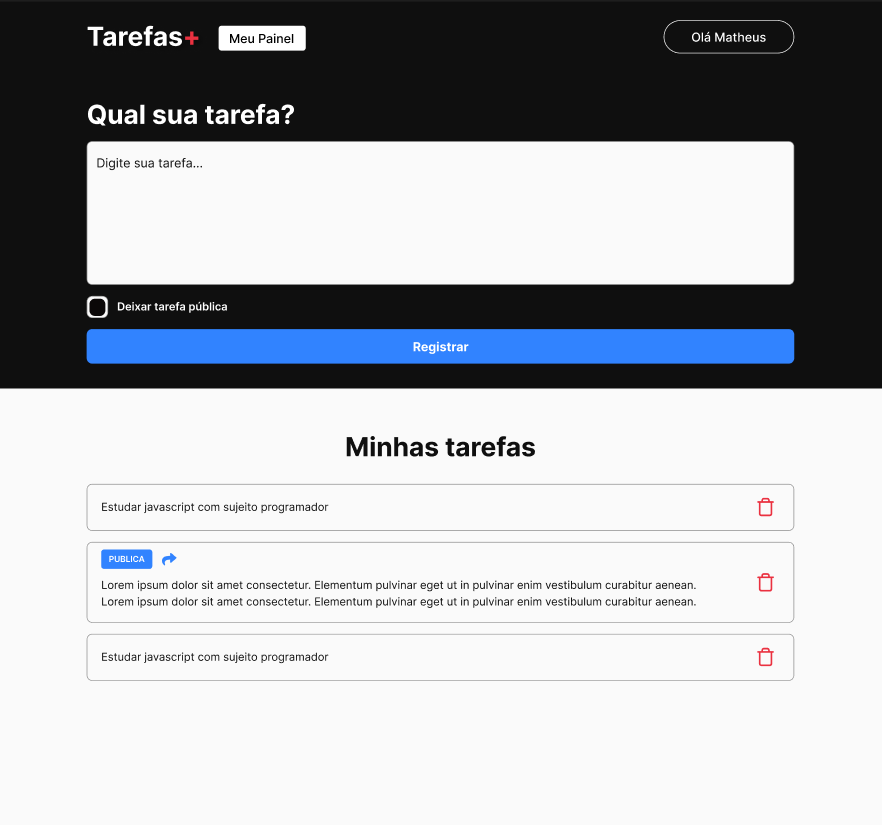 Tarefas+
Meu Painel
Olá Matheus
Qual sua tarefa?
Digite sua tarefa...
Deixar tarefa pública
Registrar
Minhas tarefas
Estudar javascript com sujeito programador
PUBLICA
Lorem ipsum dolor sit amet consectetur. Elementum pulvinar eget ut in pulvinar enim vestibulum curabitur aenean.
Lorem ipsum dolor sit amet consectetur. Elementum pulvinar eget ut in pulvinar enim vestibulum curabitur aenean.
Estudar javascript com sujeito programador